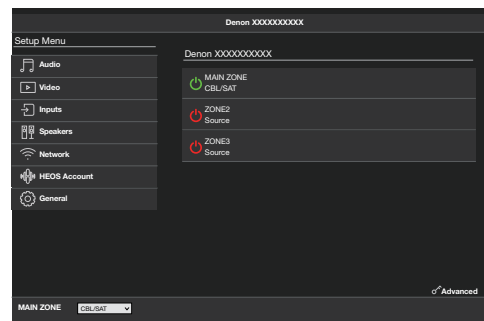 Denon XXXXXXXXXX
Setup Menu
Audio
Video
Inputs
Speakers
Network
HEOS Account
General
Denon XXXXXXXXXX
MAIN ZONE
CBL/SAT
ZONE2
Source
ZONE3
Source
Advanced
MAIN ZONE CBL/SAT